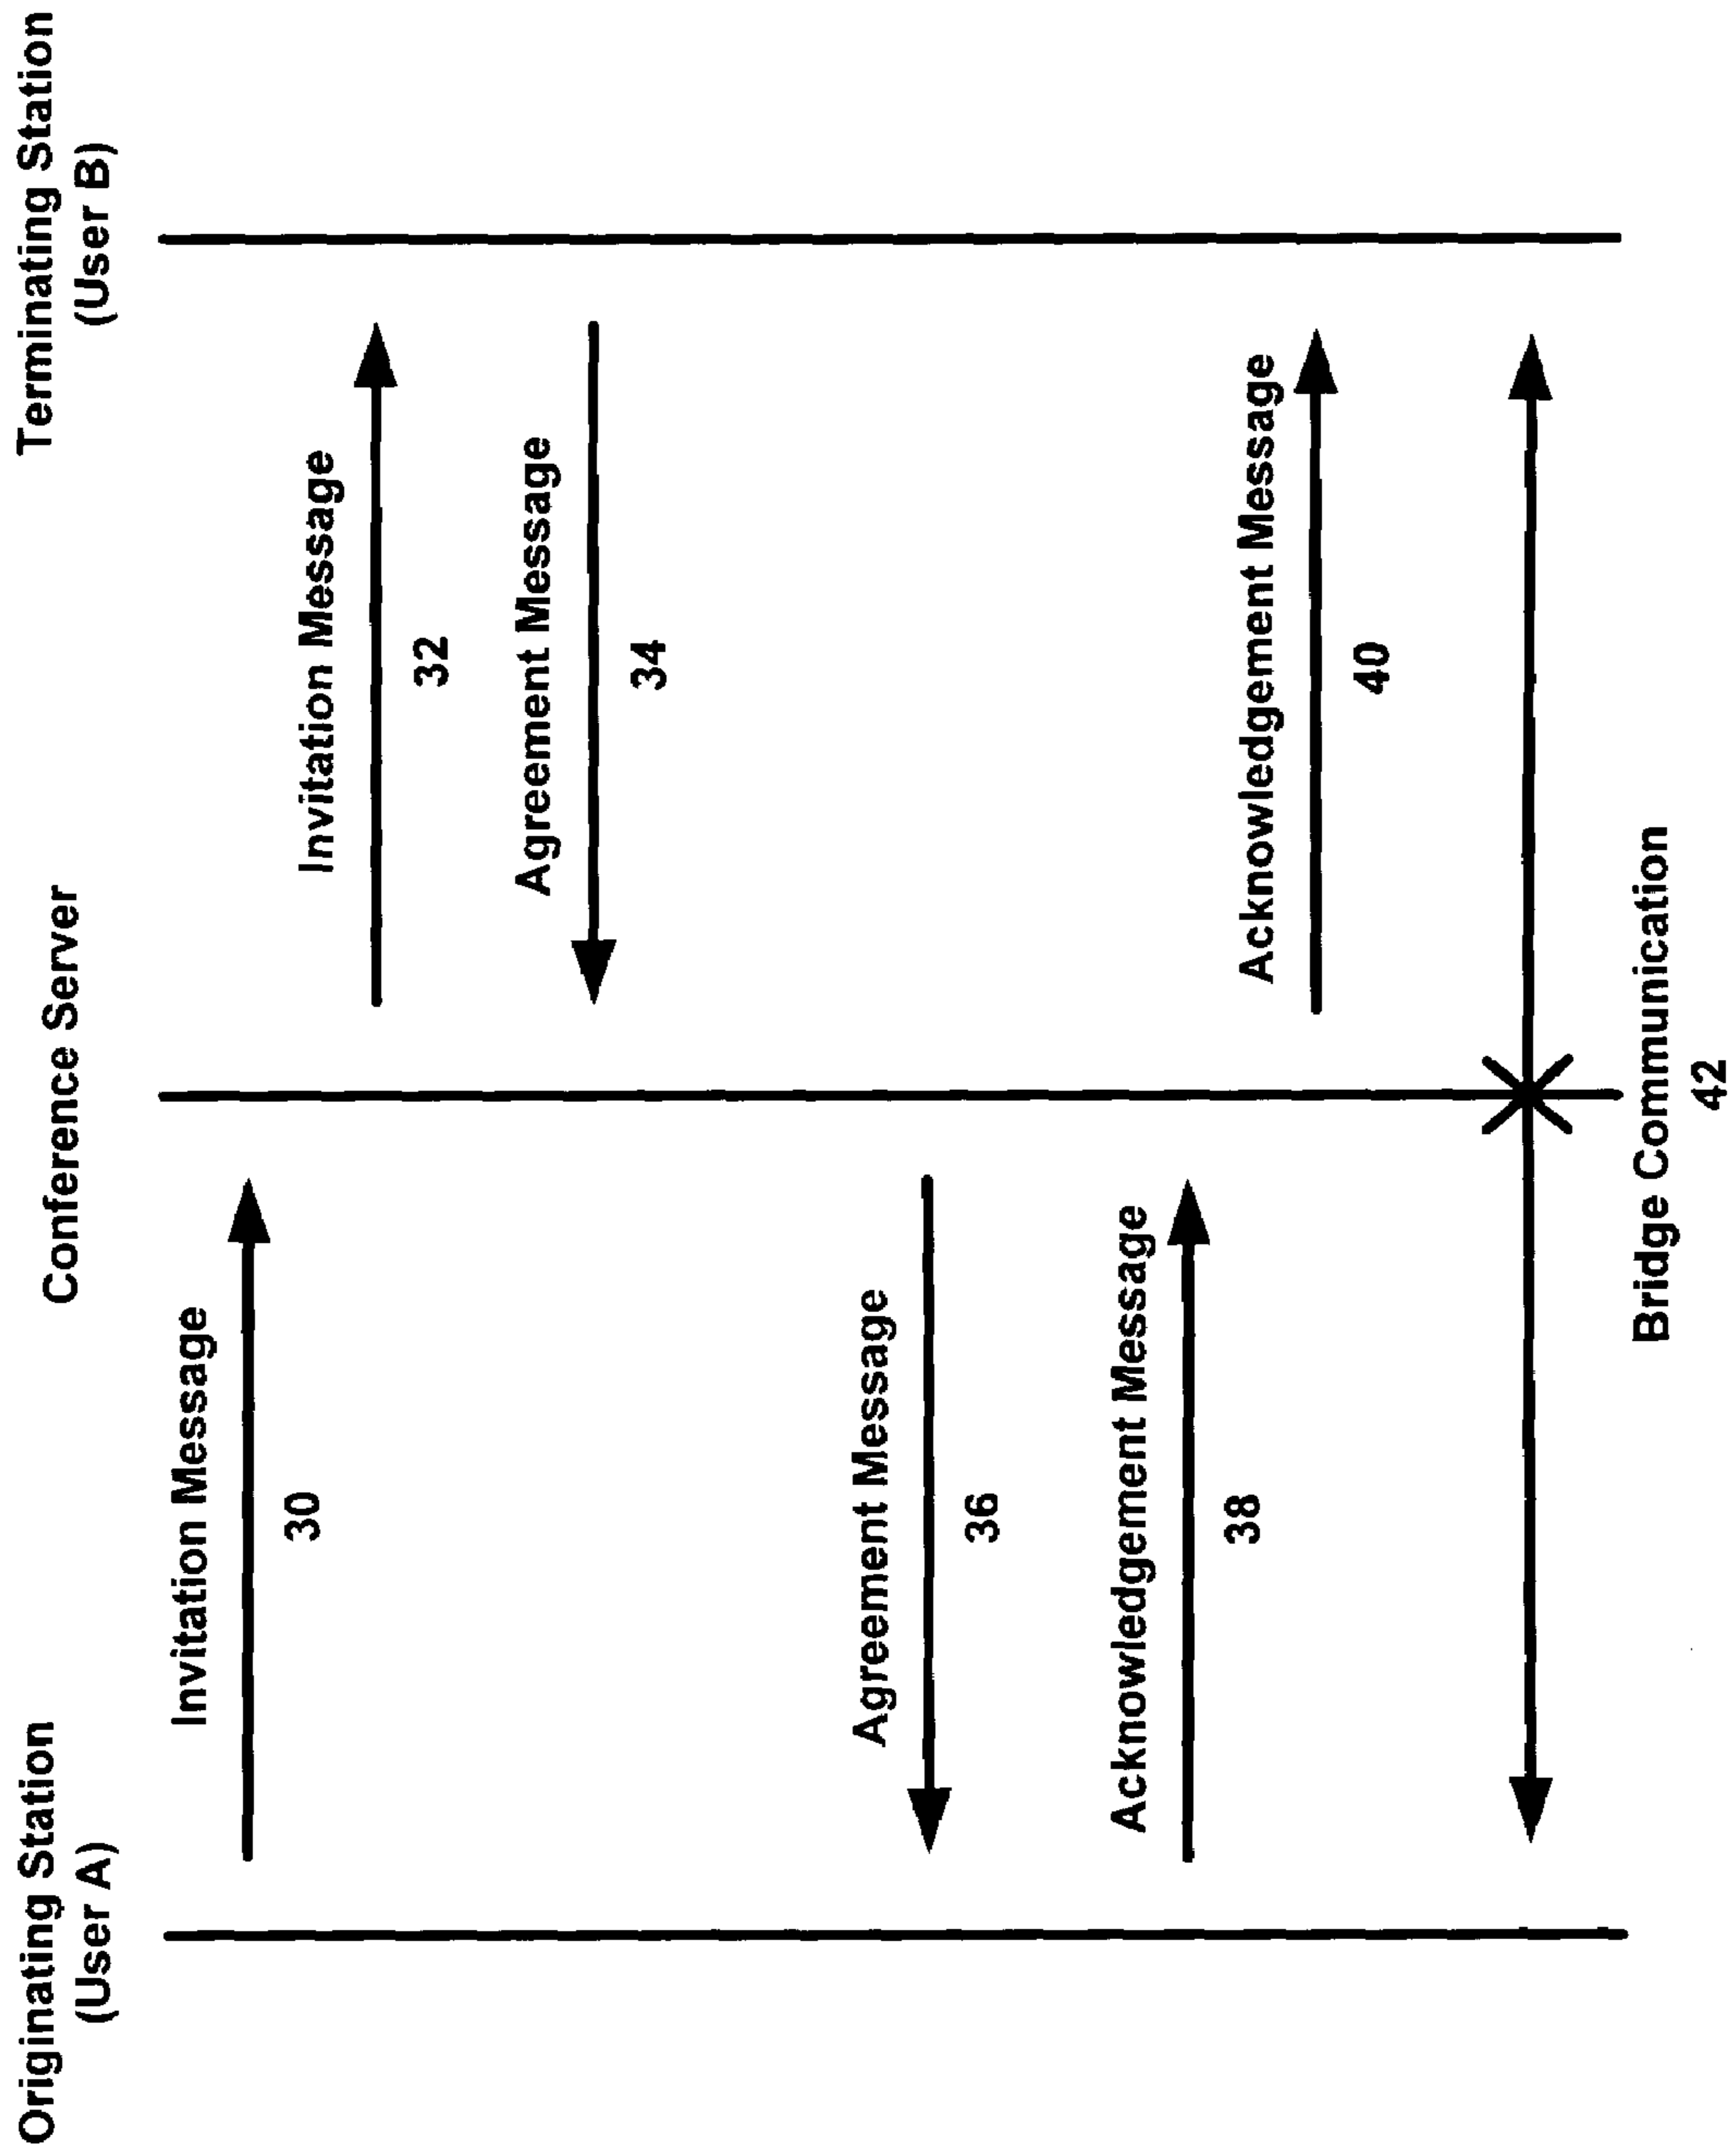 Originating Station
(User A)
Conference Server
Terminating Station
(User B)
Invitation Message
30
Invitation Message
32
Agreement Message
34
Agreement Message
36
Acknowledgement Message
38
Acknowledgement Message
40
Bridge Communication
42